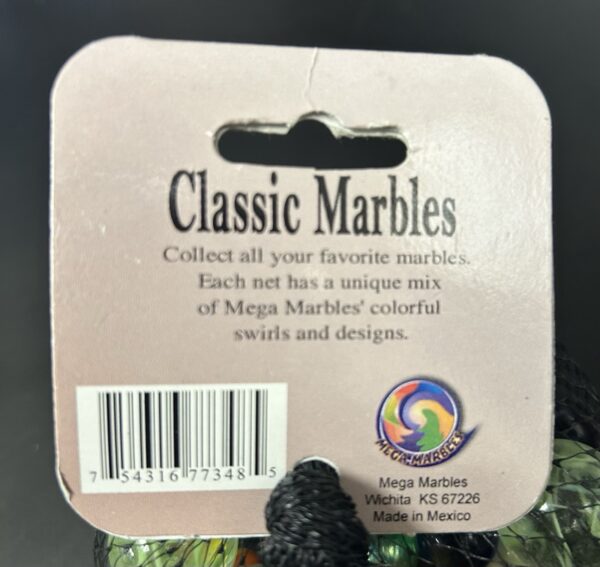 Classic Marbles
Collect all your favorite marbles.
Each net has a unique mix
of Mega Marbles' colorful
swirls and designs.
7 54316 77348 5
MEGA-MARBLES
Mega Marbles
Wichita KS 67226
Made in Mexico